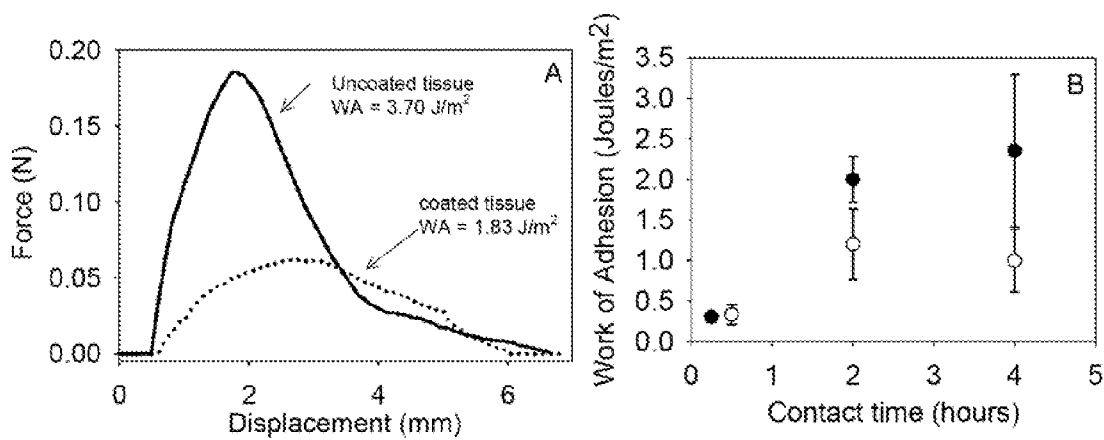 A
Uncoated tissue
WA = 3.70 J/m²
coated tissue
WA = 1.83 J/m²
Force (N)
0.20
0.15
0.10
0.05
0.00
0 2 4 6
Displacement (mm)
B
Work of Adhesion (Joules/m²)
3.5
3.0
2.5
2.0
1.5
1.0
0.5
0.0
0 1 2 3 4 5
Contact time (hours)